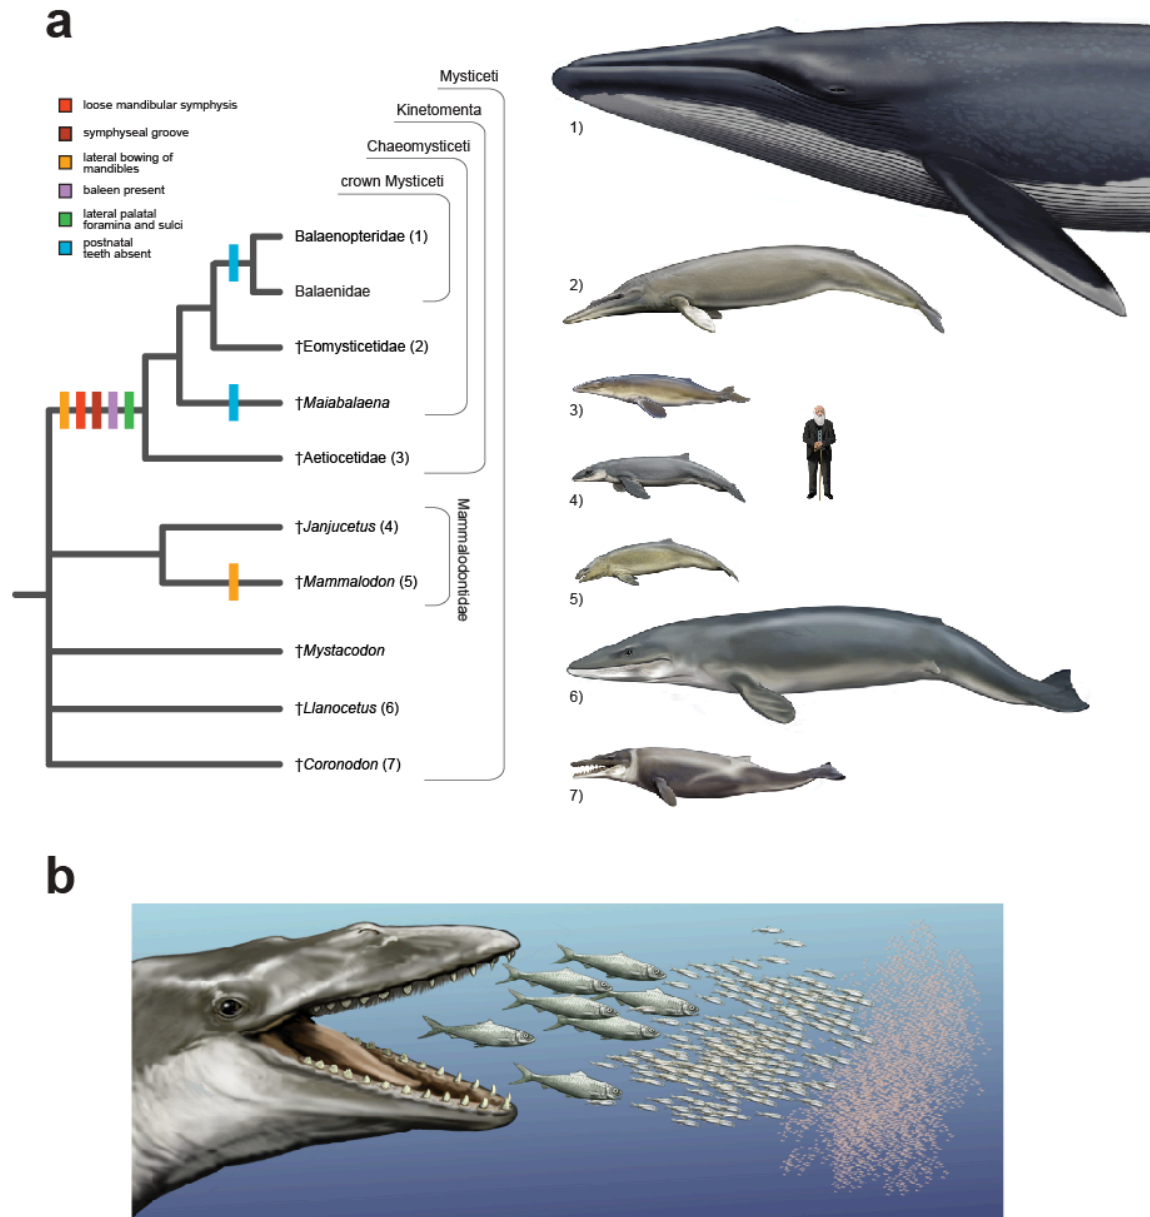 a
Mysticeti
Kinetomenta
Chaeomysticeti
crown Mysticeti
loose mandibular symphysis
symphyseal groove
lateral bowing of
mandibles
baleen present
lateral palatal
foramina and sulci
postnatal
teeth absent
Balaenopteridae (1)
Balaenidae
†Eomysticetidae (2)
†Maiabalaena
†Aetiocetidae (3)
†Janjucetus (4)
†Mammalodon (5)
Mammalodontidae
†Mystacodon
†Llanocetus (6)
†Coronodon (7)
1)
2)
3)
4)
5)
6)
7)
b